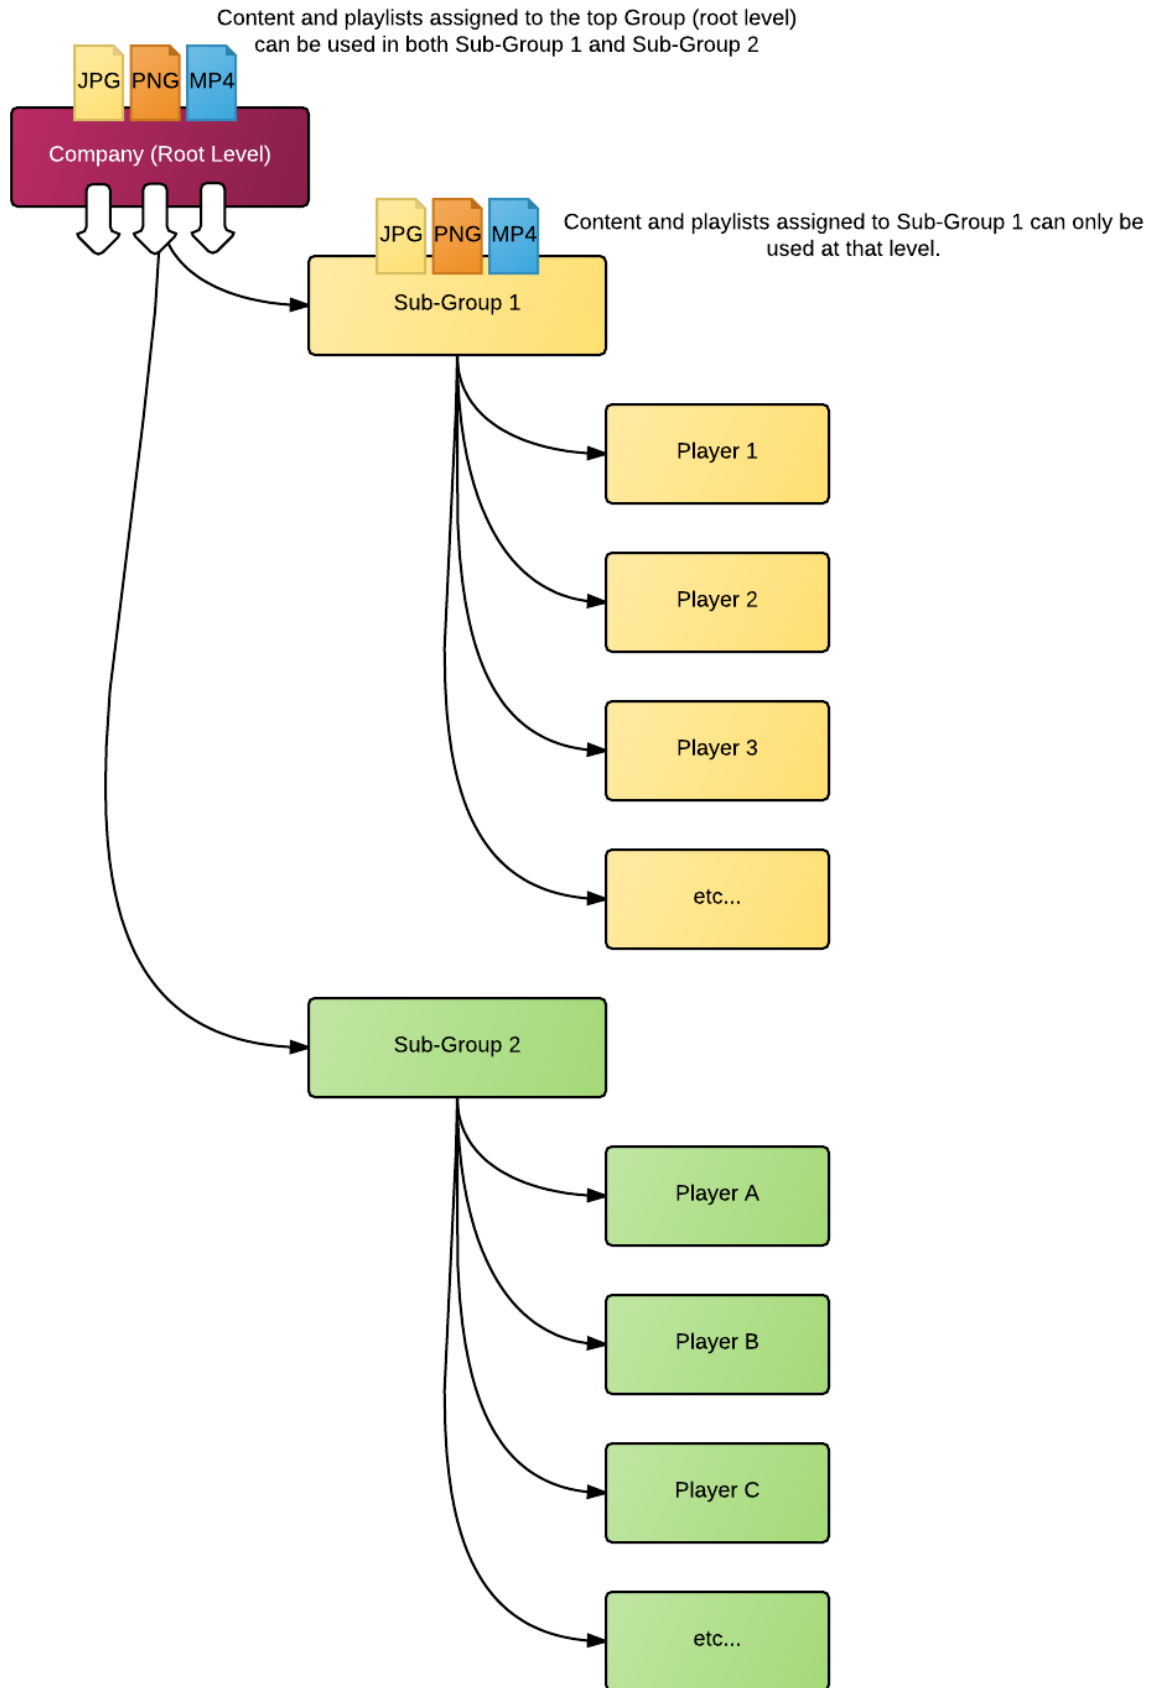 Content and playlists assigned to the top Group (root level)
can be used in both Sub-Group 1 and Sub-Group 2
JPG PNG MP4
Company (Root Level)
JPG PNG MP4
Content and playlists assigned to Sub-Group 1 can only be
used at that level.
Sub-Group 1
Player 1
Player 2
Player 3
etc...
Sub-Group 2
Player A
Player B
Player C
etc...